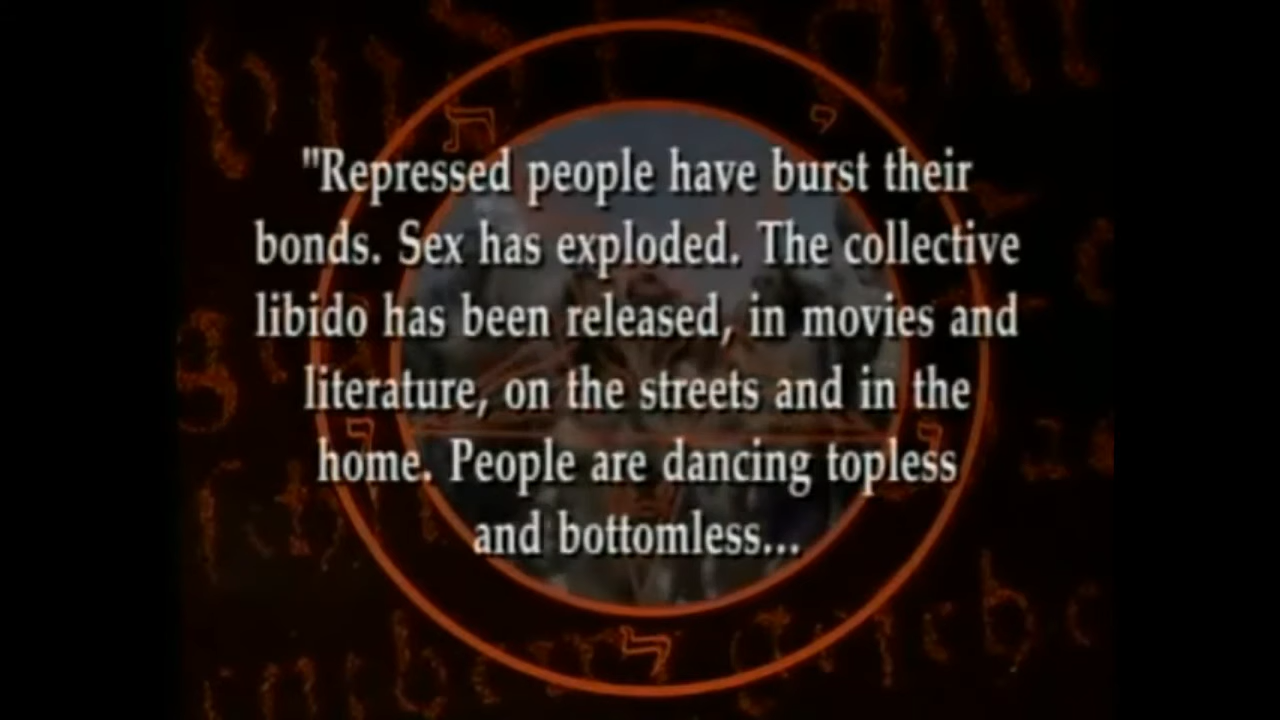 "Repressed people have burst their
bonds. Sex has exploded. The collective
libido has been released, in movies and
literature, on the streets and in the
home. People are dancing topless
and bottomless...